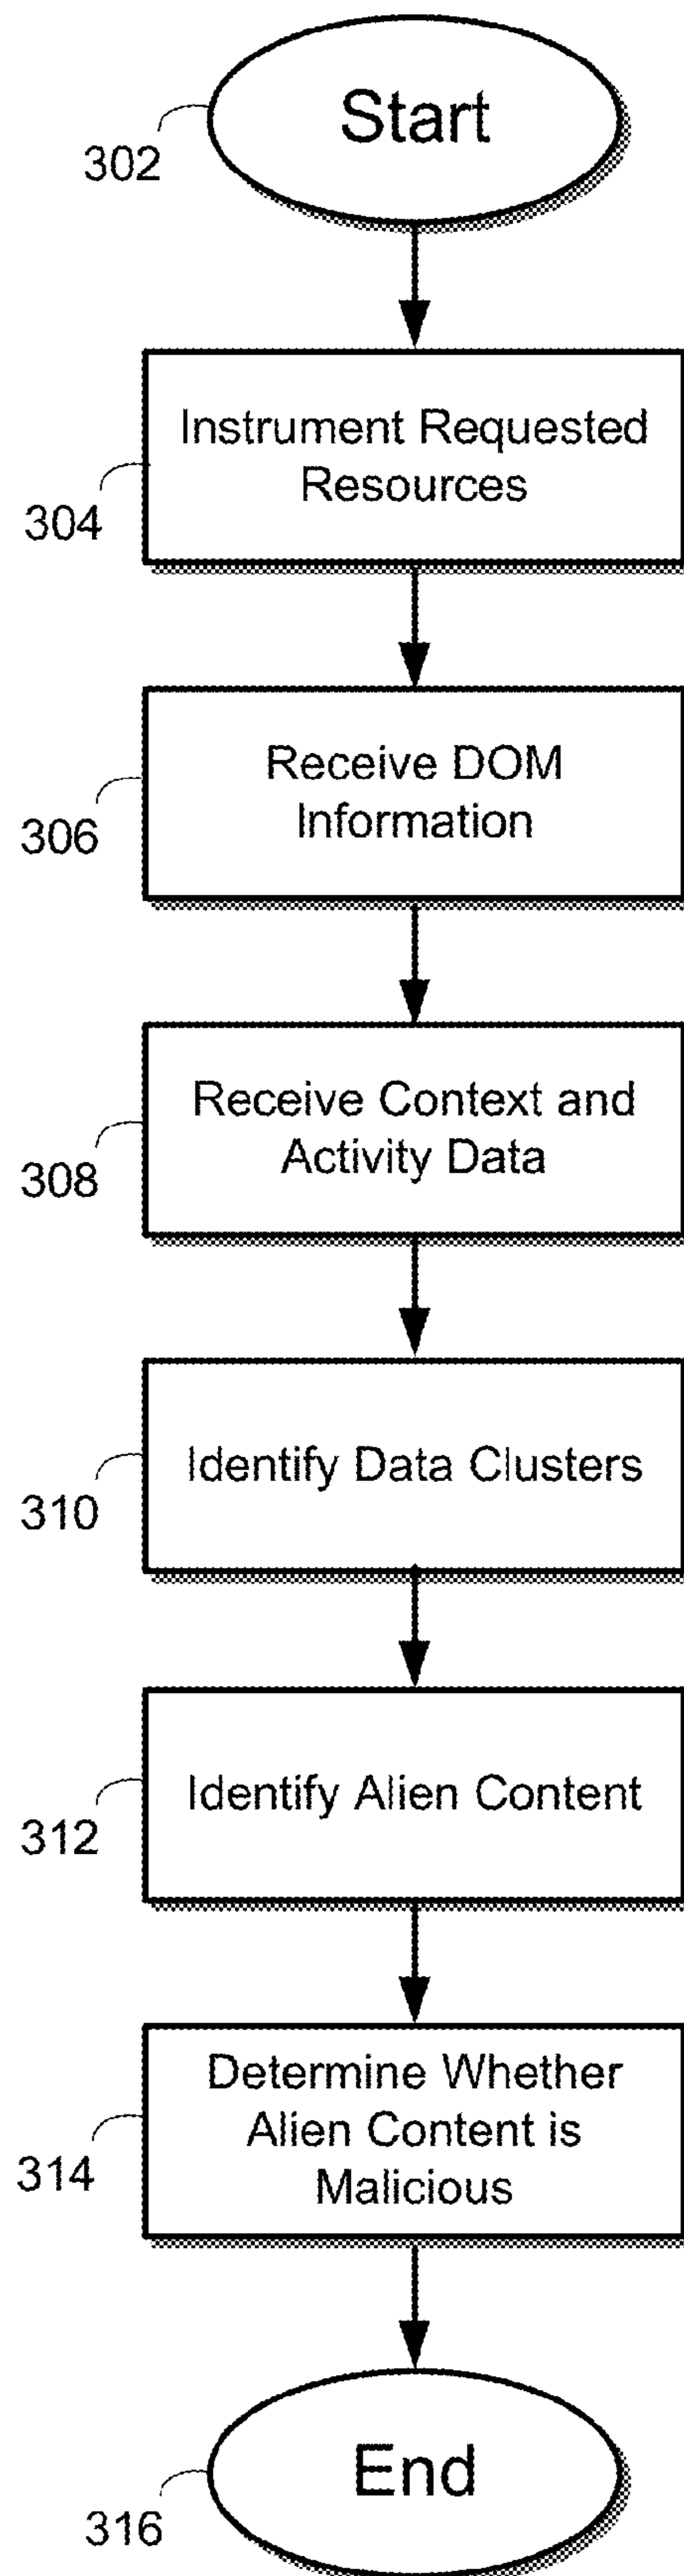 Start
302
Instrument Requested
Resources
304
Receive DOM
Information
306
Receive Context and
Activity Data
308
Identify Data Clusters
310
Identify Alien Content
312
Determine Whether
Alien Content is
Malicious
314
End
316